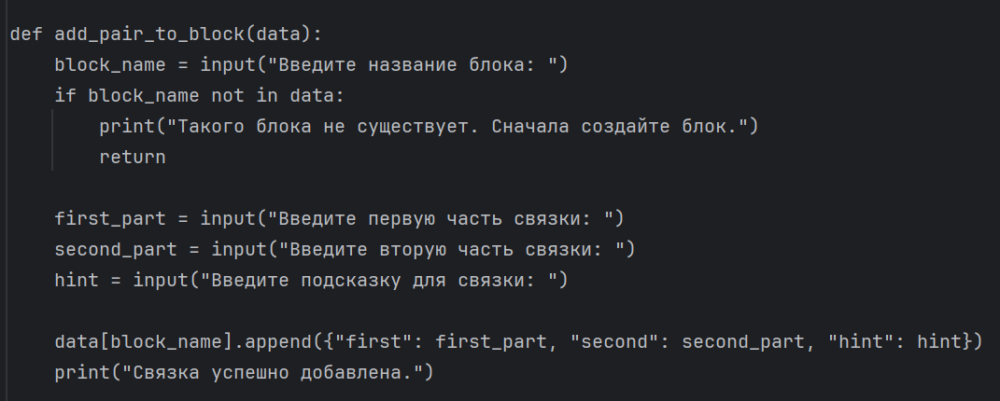 def add_pair_to_block(data):
    block_name = input("Введите название блока: ")
    if block_name not in data:
        print("Такого блока не существует. Сначала создайте блок.")
        return
    first_part = input("Введите первую часть связки: ")
    second_part = input("Введите вторую часть связки: ")
    hint = input("Введите подсказку для связки: ")
    data[block_name].append({"first": first_part, "second": second_part, "hint": hint})
    print("Связка успешно добавлена.")